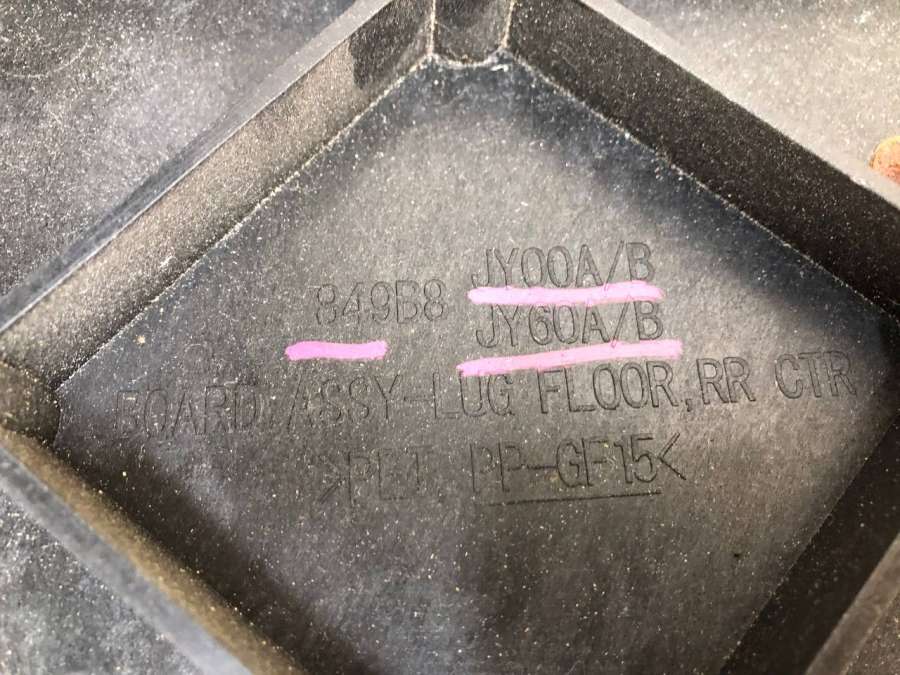 JY00A/B
849B8
JY60A/B
BOARD ASSY-LUG FLOOR,RR CTR
>PET PP-GF15<